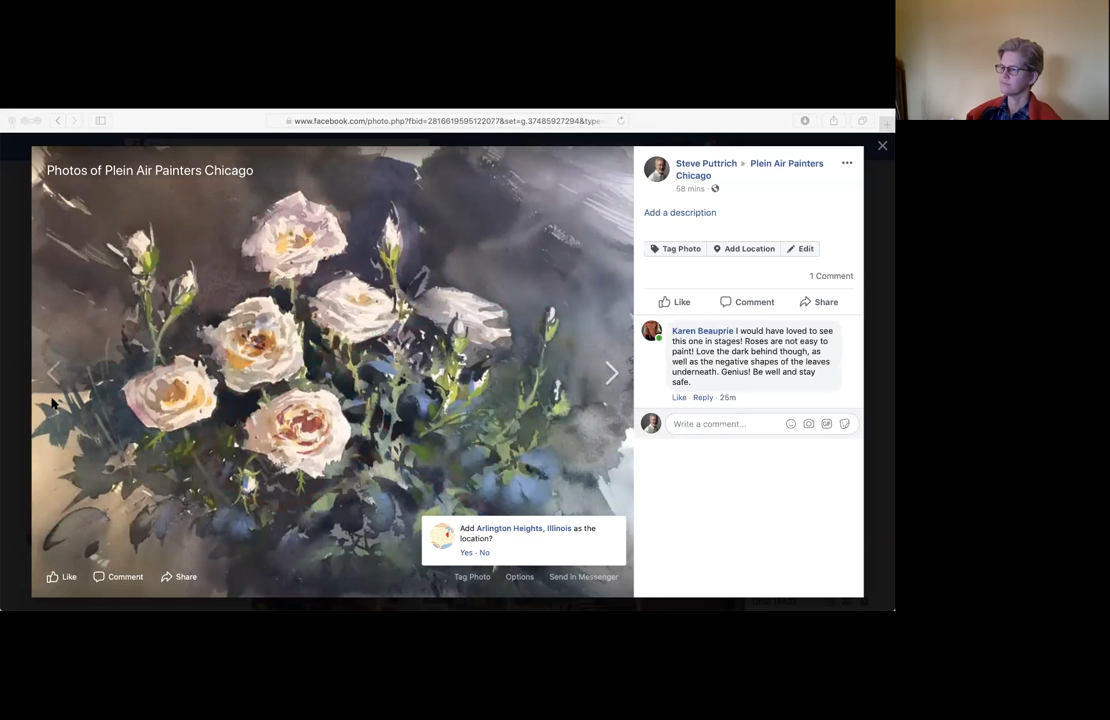 www.facebook.com/photo.php?fbid=2816619595122077&set=g.37485927294&type
Photos of Plein Air Painters Chicago
Steve Puttrich ▸ Plein Air Painters
Chicago
58 mins ·
Add a description
Tag Photo
Add Location
Edit
1 Comment
Like
Comment
Share
Karen Beauprie I would have loved to see
this one in stages! Roses are not easy to
paint! Love the dark behind though, as
well as the negative shapes of the leaves
underneath. Genius! Be well and stay
safe.
Like · Reply · 25m
Write a comment...
GIF
Add Arlington Heights, Illinois as the
location?
Yes · No
Like
Comment
Share
Tag Photo
Options
Send in Messenger